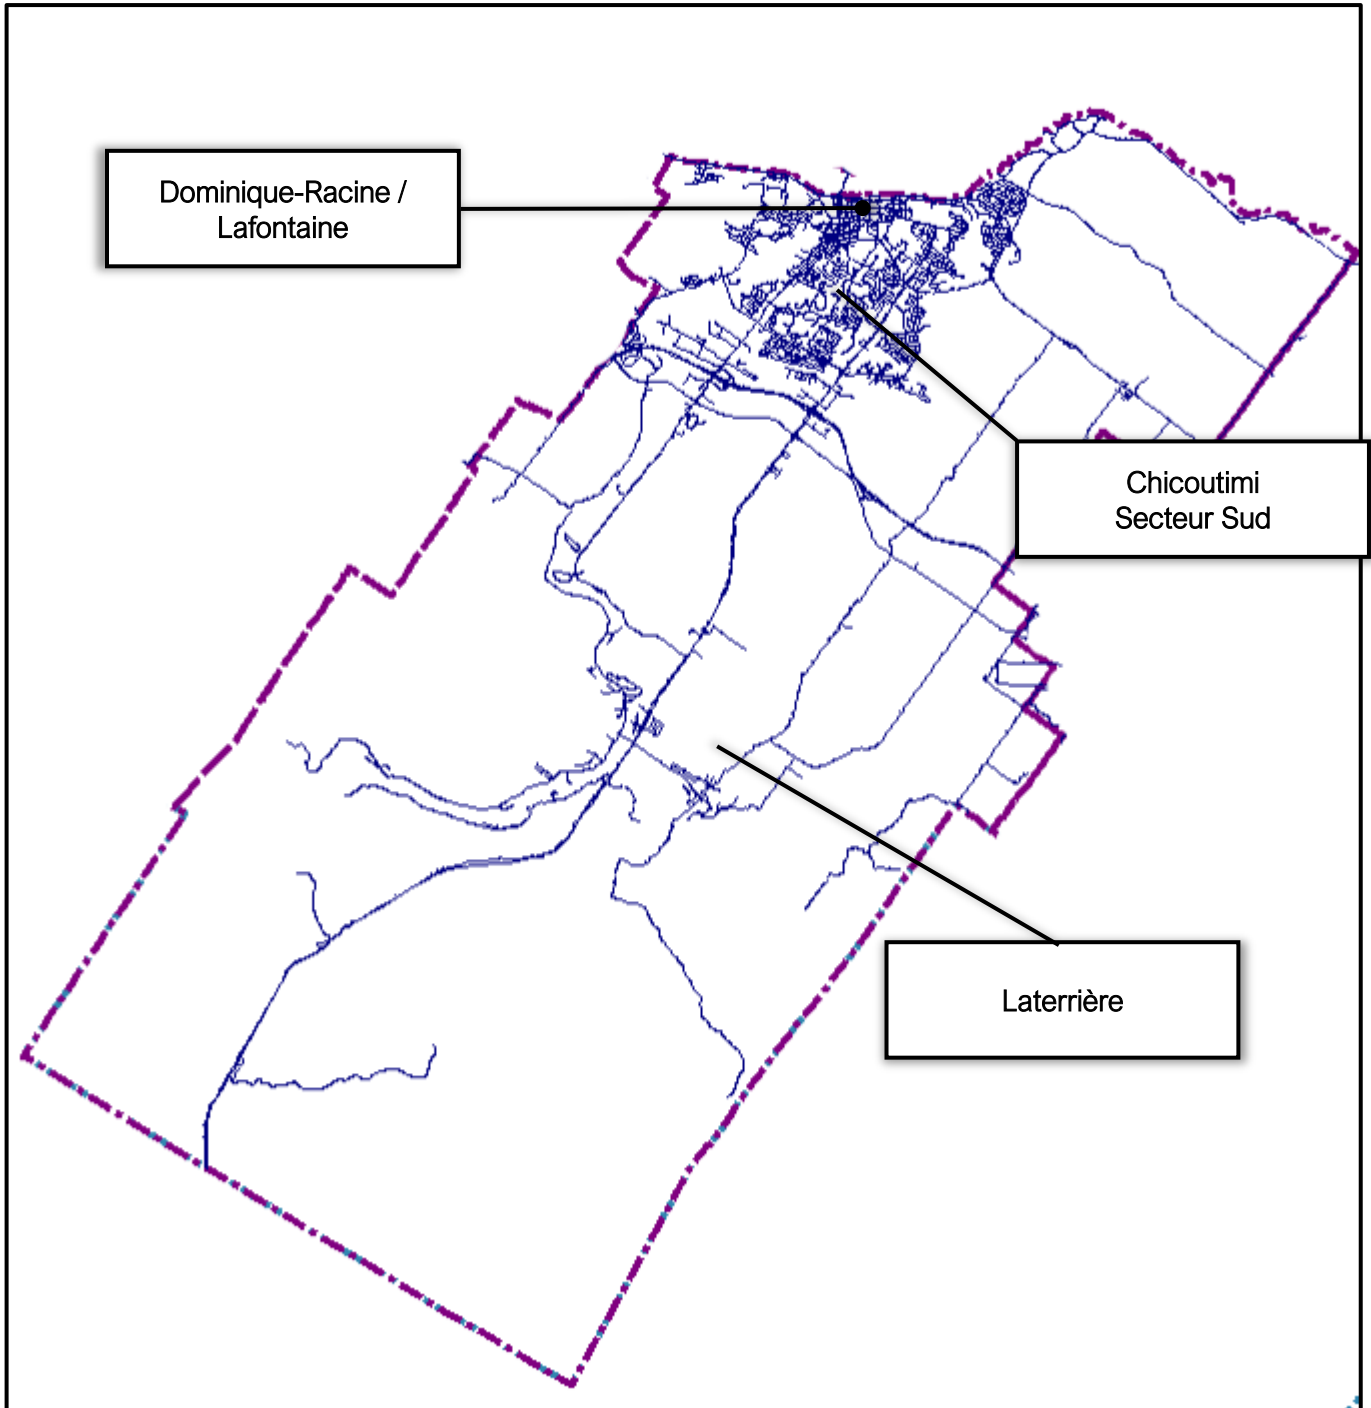 Dominique-Racine /
Lafontaine
Chicoutimi
Secteur Sud
Laterrière